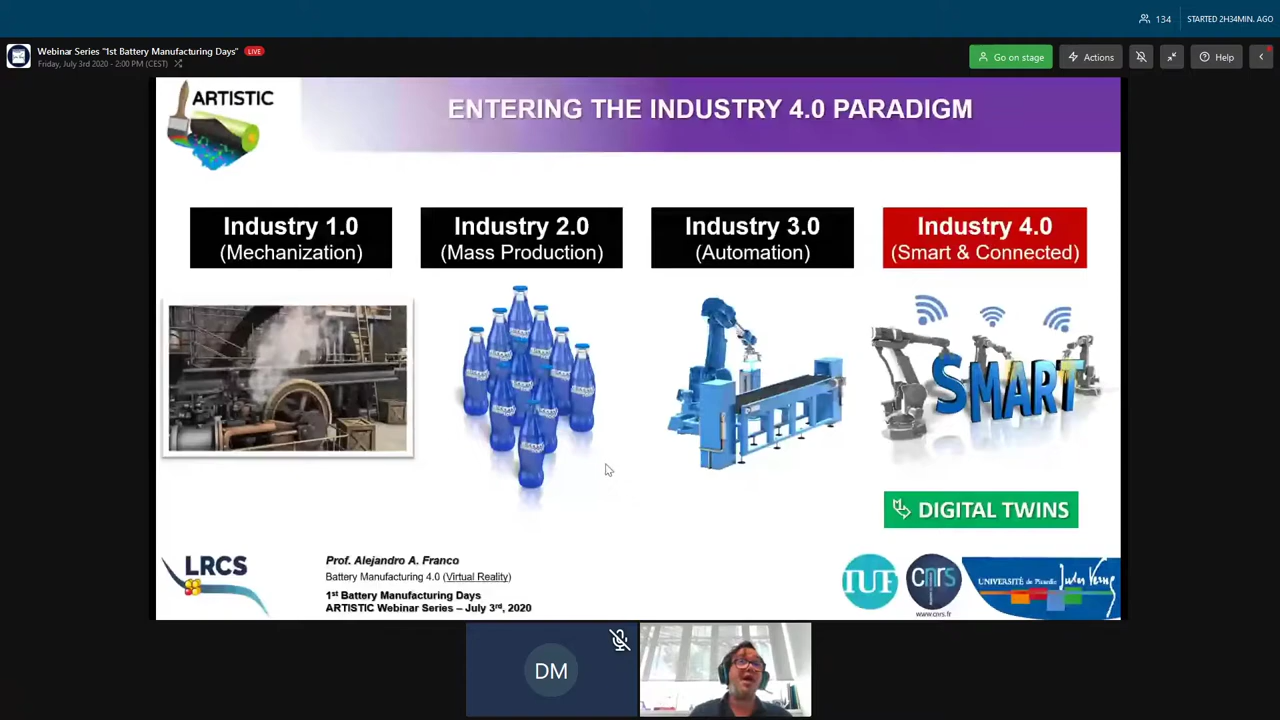 134
STARTED 2H34MIN. AGO
Webinar Series "1st Battery Manufacturing Days" LIVE
Friday, July 3rd 2020 - 2:00 PM (CEST)
Go on stage
Actions
Help
ARTISTIC
ENTERING THE INDUSTRY 4.0 PARADIGM
Industry 1.0
(Mechanization)
Industry 2.0
(Mass Production)
Industry 3.0
(Automation)
Industry 4.0
(Smart & Connected)
SMART
DIGITAL TWINS
LRCS
Prof. Alejandro A. Franco
Battery Manufacturing 4.0 (Virtual Reality)
1st Battery Manufacturing Days
ARTISTIC Webinar Series – July 3rd, 2020
IUF
cnrs
www.cnrs.fr
UNIVERSITÉ de Picardie Jules Verne
DM